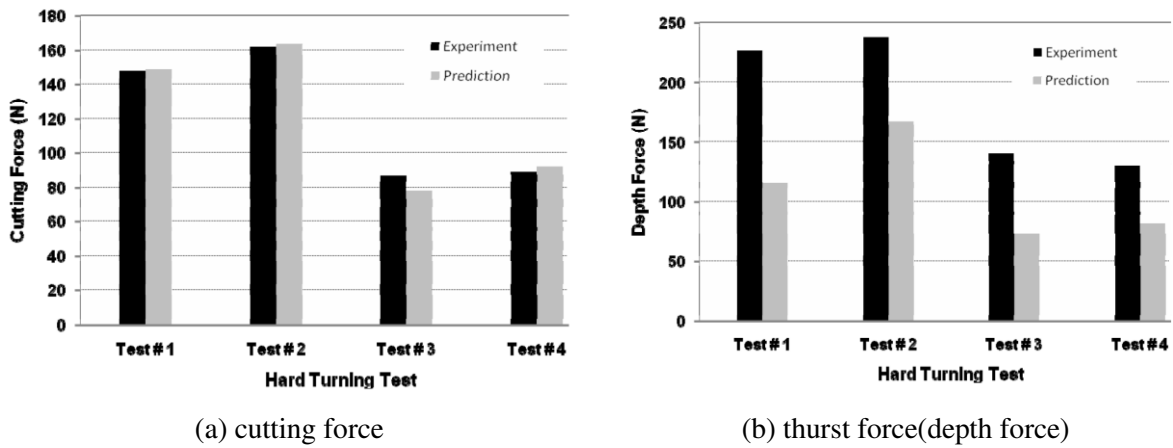 180
160
140
120
100
80
60
40
20
0
Cutting Force (N)
Experiment
Prediction
Test #1 Test #2 Test #3 Test #4
Hard Turning Test
(a) cutting force
250
200
150
100
50
0
Depth Force (N)
Experiment
Prediction
Test #1 Test #2 Test #3 Test #4
Hard Turning Test
(b) thurst force(depth force)